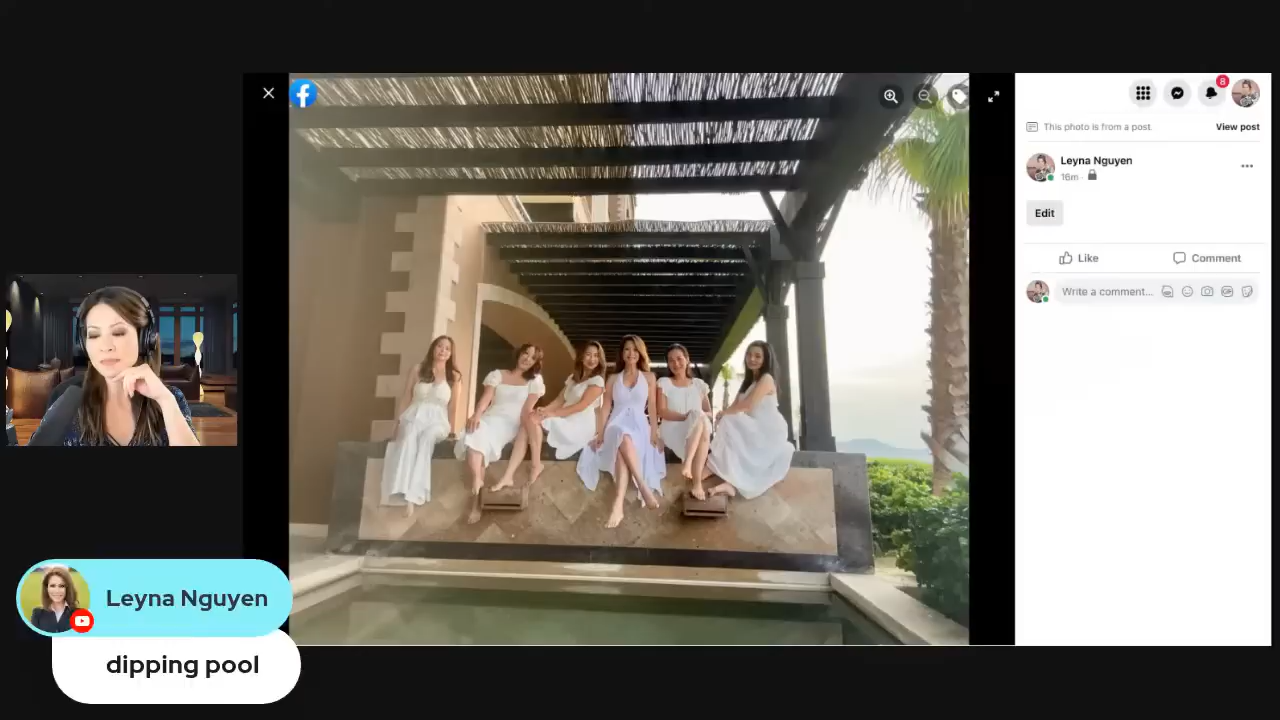 8
This photo is from a post.
View post
Leyna Nguyen
16m ·
Edit
Like
Comment
Write a comment...
Leyna Nguyen
dipping pool